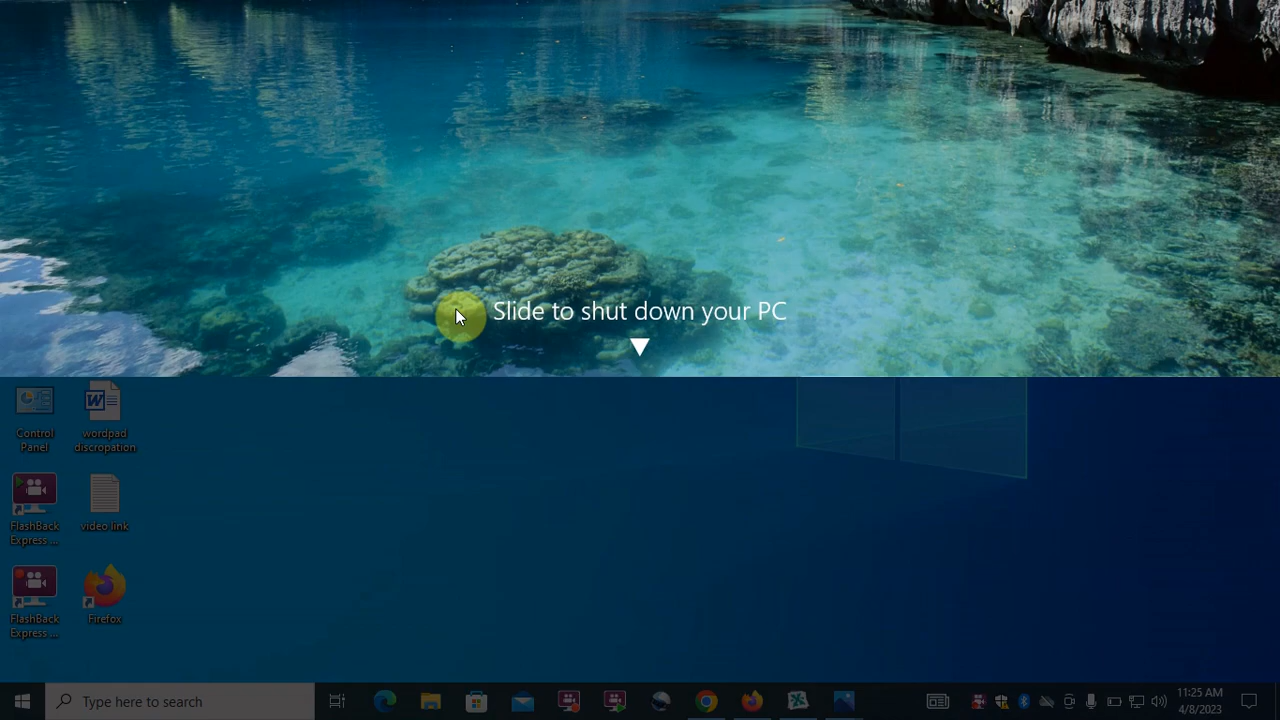 Slide to shut down your PC
Control
Panel
wordpad
discropation
FlashBack
Express ...
video link
FlashBack
Express ...
Firefox
Type here to search
11:25 AM
4/8/2023